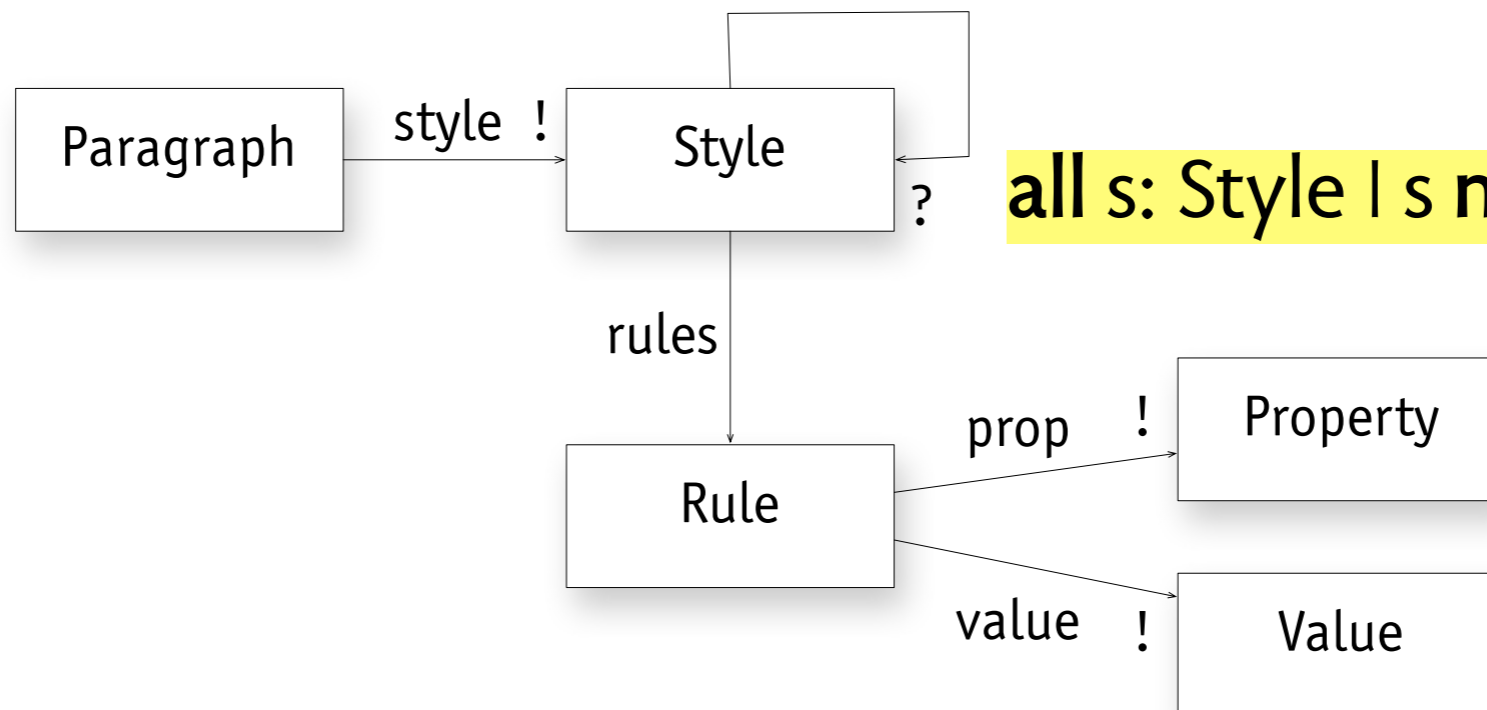 style !
Paragraph
Style
?
all s: Style | s
rules
prop !
Property
Rule
value !
Value